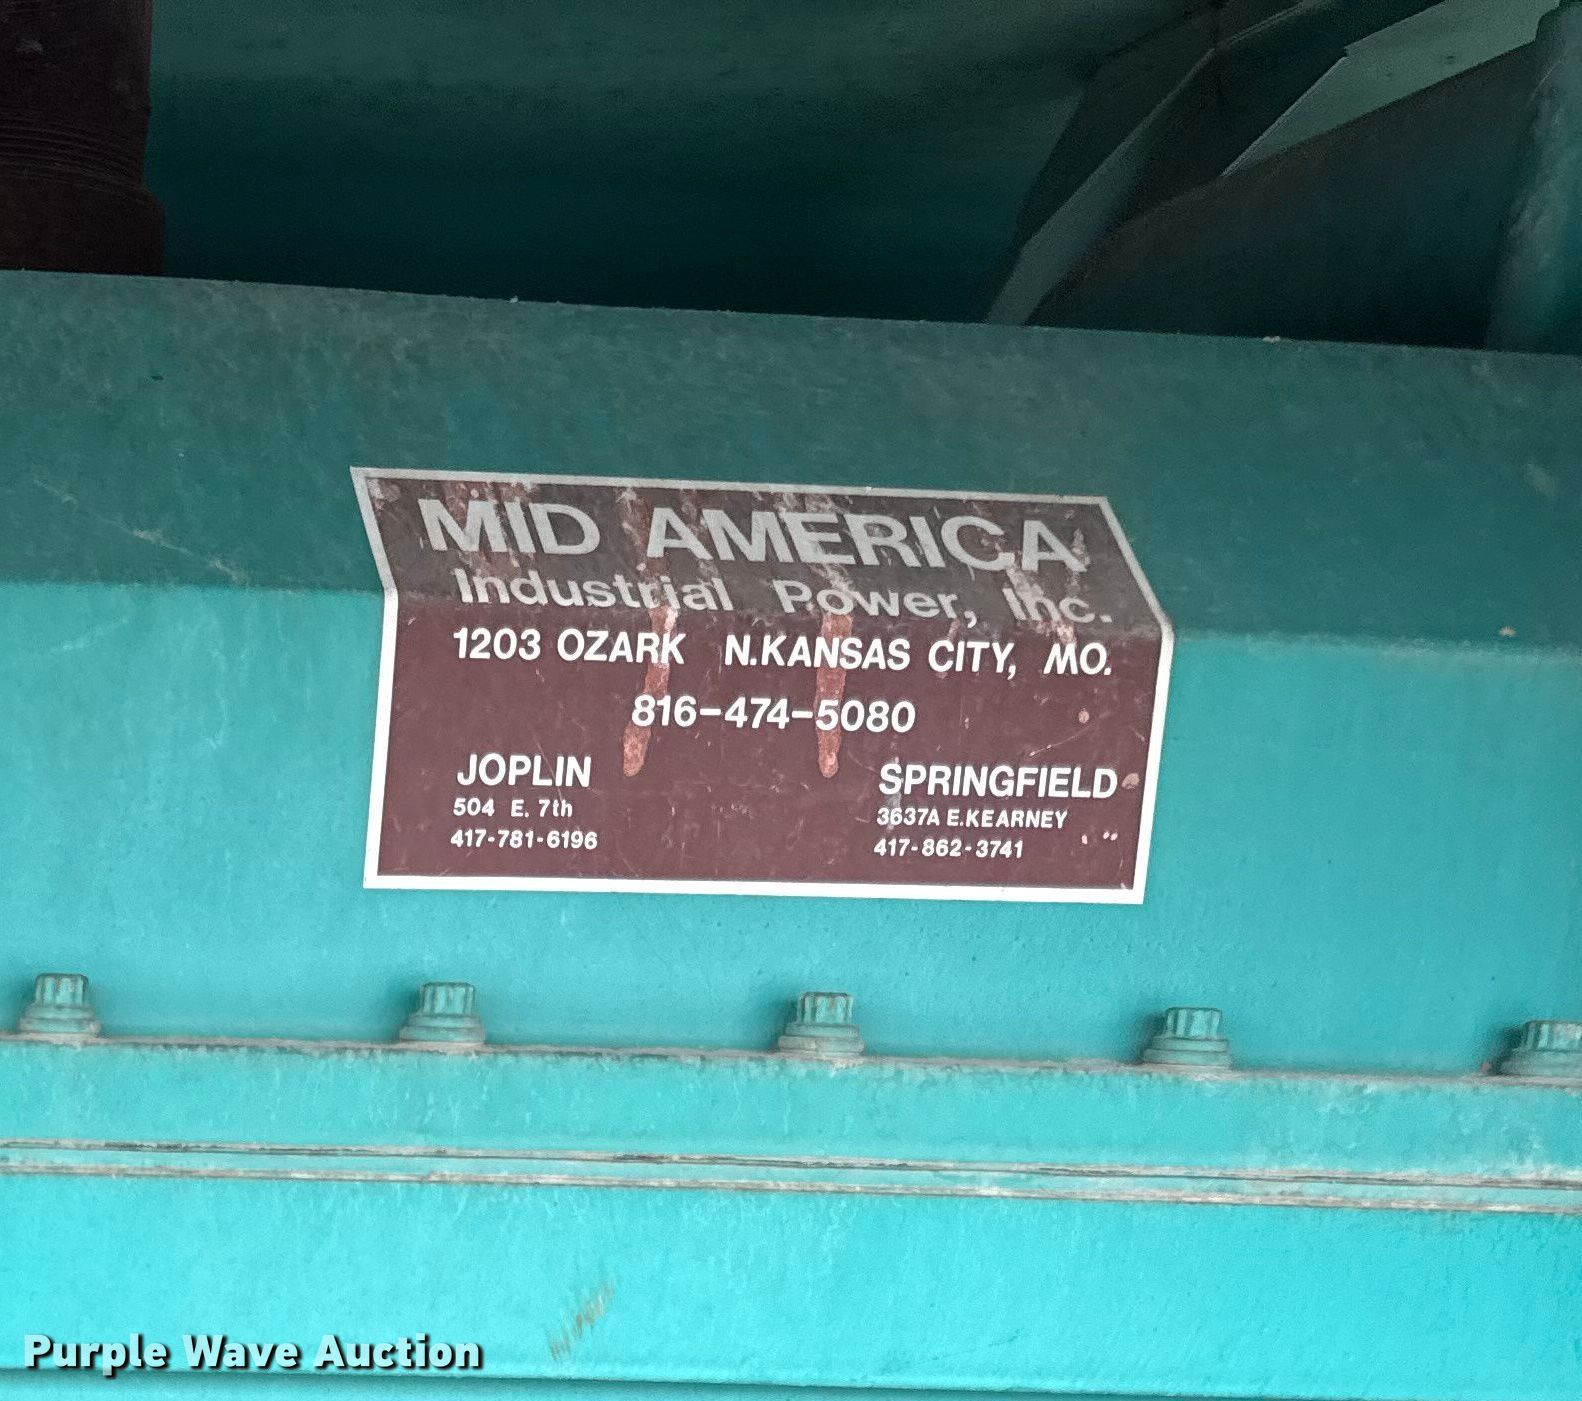 MID AMERICA
Industrial Power, Inc.
1203 OZARK N.KANSAS CITY, MO.
816-474-5080
JOPLIN
504 E. 7th
417-781-6196
SPRINGFIELD
3637A E.KEARNEY
417-862-3741
Purple Wave Auction